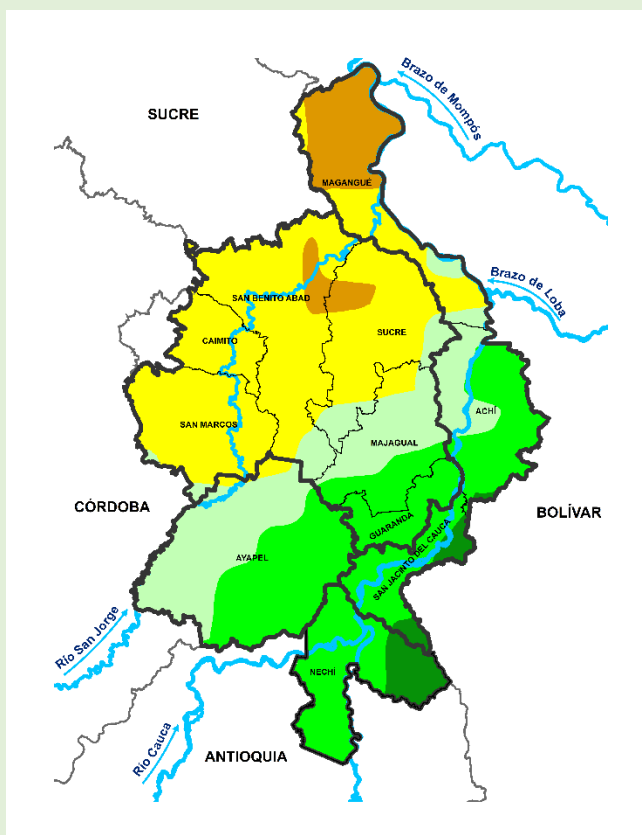 Brazo de Mompós
SUCRE
MAGANGUÉ
Brazo de Loba
SAN BENITO ABAD
SUCRE
CAIMITO
ACHÍ
SAN MARCOS
MAJAGUAL
CÓRDOBA
BOLÍVAR
GUARANDA
SAN JACINTO DEL CAUCA
AYAPEL
Río San Jorge
NECHÍ
Río Cauca
ANTIOQUIA